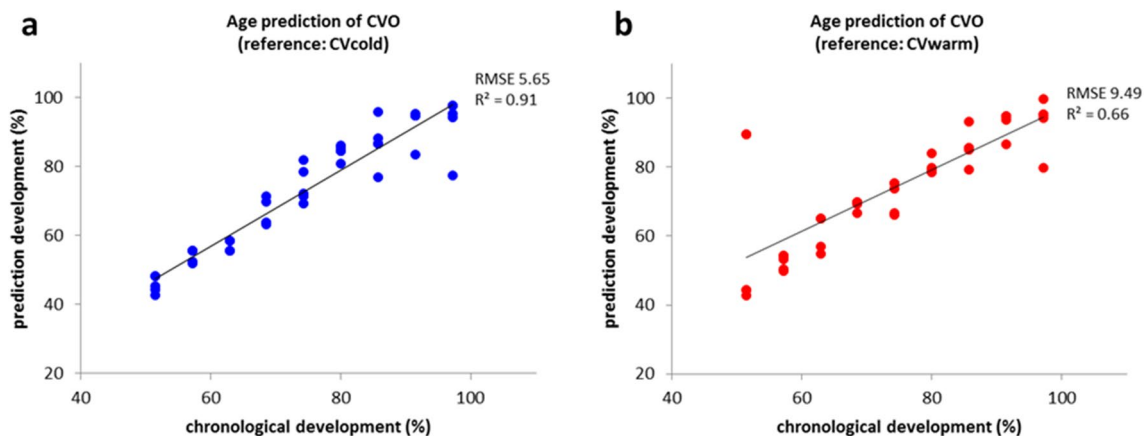 a
Age prediction of CVO
(reference: CVcold)
RMSE 5.65
R² = 0.91
prediction development (%)
100
80
60
40
20
40
60
80
100
chronological development (%)
b
Age prediction of CVO
(reference: CVwarm)
RMSE 9.49
R² = 0.66
prediction development (%)
100
80
60
40
20
40
60
80
100
chronological development (%)